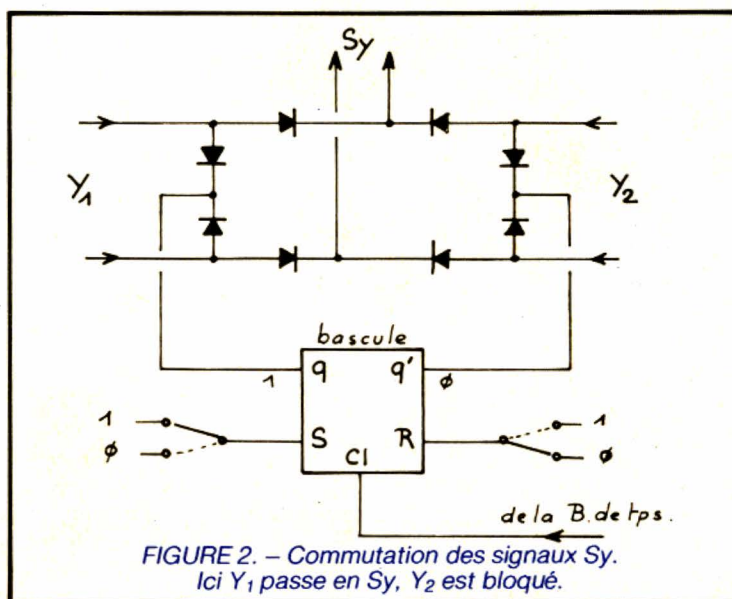 Sy
Y1
Y2
bascule
1 q q' ø
1 S R 1
ø Cl ø
de la B. de tps.
FIGURE 2. – Commutation des signaux Sy.
Ici Y1 passe en Sy, Y2 est bloqué.